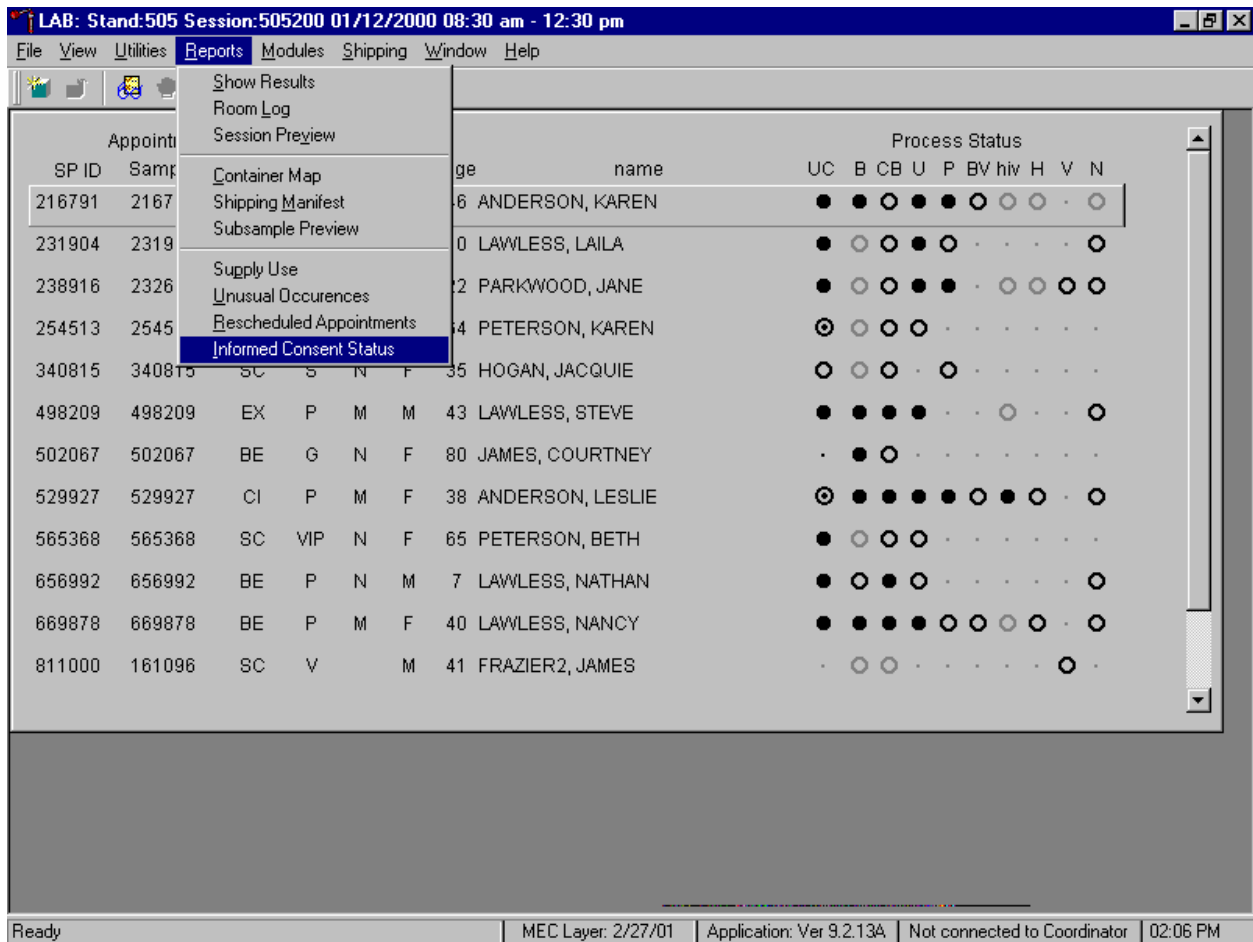 LAB: Stand:505 Session:505200 01/12/2000 08:30 am - 12:30 pm
File View Utilities Reports Modules Shipping Window Help
Show Results
Room Log
Session Preview
Container Map
Shipping Manifest
Subsample Preview
Supply Use
Unusual Occurences
Rescheduled Appointments
Informed Consent Status
Process Status
SP ID name UC B CB U P BV hiv H V N
216791 2167 ANDERSON, KAREN
231904 2319 LAWLESS, LAILA
238916 2326 PARKWOOD, JANE
254513 2545 PETERSON, KAREN
340815 340815 SC S N F 35 HOGAN, JACQUIE
498209 498209 EX P M M 43 LAWLESS, STEVE
502067 502067 BE G N F 80 JAMES, COURTNEY
529927 529927 CI P M F 38 ANDERSON, LESLIE
565368 565368 SC VIP N F 65 PETERSON, BETH
656992 656992 BE P N M 7 LAWLESS, NATHAN
669878 669878 BE P M F 40 LAWLESS, NANCY
811000 161096 SC V M 41 FRAZIER2, JAMES
Ready MEC Layer: 2/27/01 Application: Ver 9.2.13A Not connected to Coordinator 02:06 PM